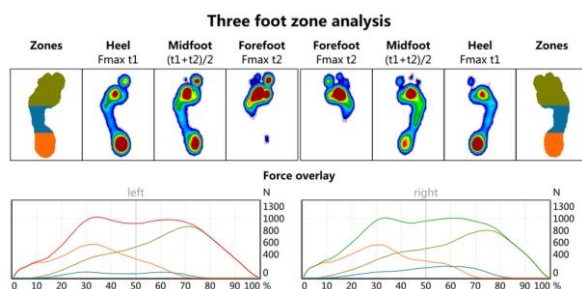 Three foot zone analysis
Zones Heel Midfoot Forefoot Forefoot Midfoot Heel Zones
Fmax t1 (t1+t2)/2 Fmax t2 Fmax t2 (t1+t2)/2 Fmax t1
Force overlay
left N right N
1300
1000
800
600
400
0
0 10 20 30 40 50 60 70 80 90 100 %
1300
1000
800
600
400
0
0 10 20 30 40 50 60 70 80 90 100 %